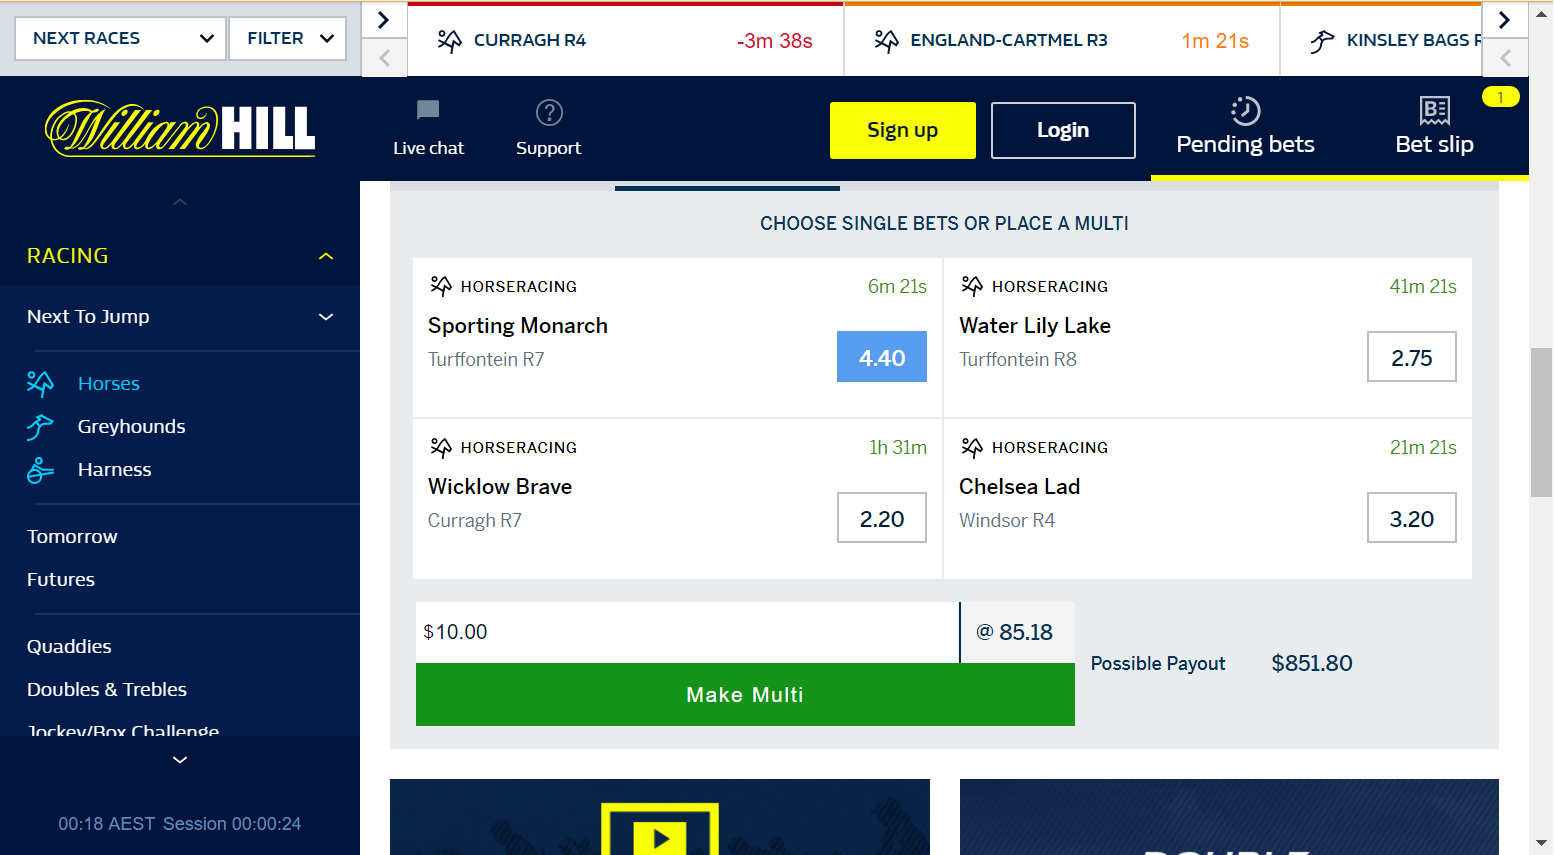 NEXT RACES
FILTER
CURRAGH R4
-3m 38s
ENGLAND-CARTMEL R3
1m 21s
KINSLEY BAGS
William HILL
Live chat
? Support
Sign up
Login
Pending bets
B Bet slip
1
RACING
Next To Jump
Horses
Greyhounds
Harness
Tomorrow
Futures
Quaddies
Doubles & Trebles
Jockey/Box Challenge
00:18 AEST Session 00:00:24
CHOOSE SINGLE BETS OR PLACE A MULTI
HORSERACING 6m 21s
Sporting Monarch
Turffontein R7
4.40
HORSERACING 41m 21s
Water Lily Lake
Turffontein R8
2.75
HORSERACING 1h 31m
Wicklow Brave
Curragh R7
2.20
HORSERACING 21m 21s
Chelsea Lad
Windsor R4
3.20
$10.00
@ 85.18
Make Multi
Possible Payout $851.80